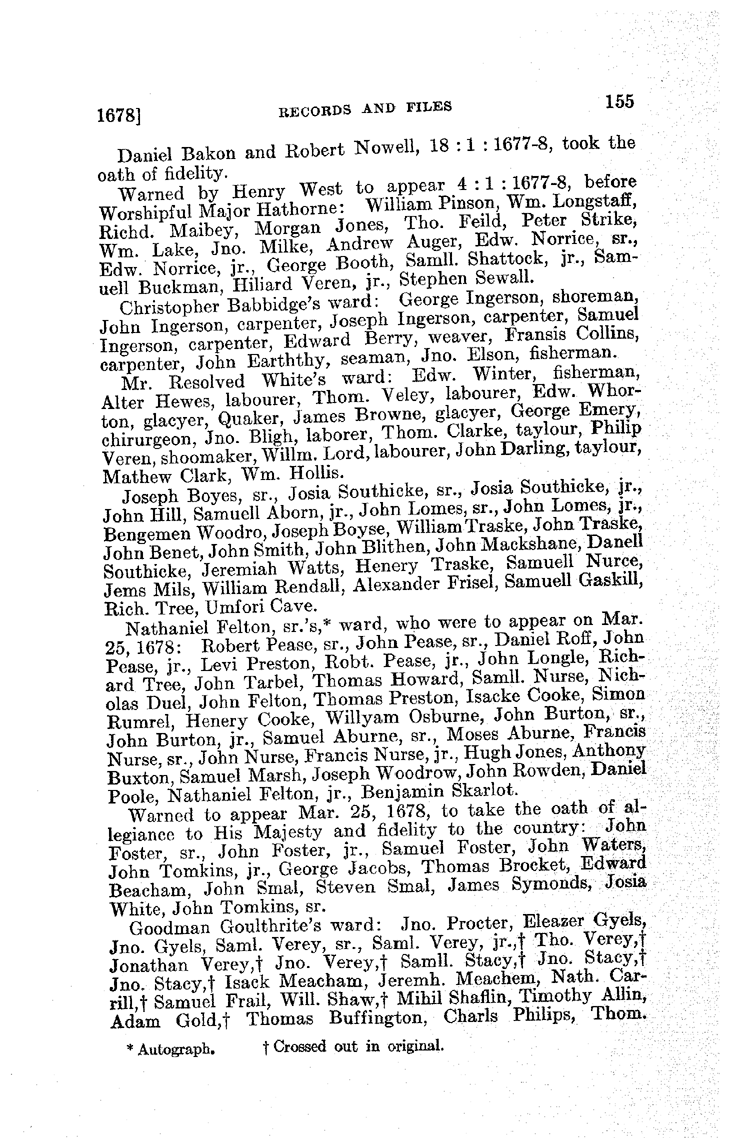 1678] RECORDS AND FILES 155
Daniel Bakon and Robert Nowell, 18 : 1 : 1677-8, took the
oath of fidelity.
Warned by Henry West to appear 4 : 1 : 1677-8, before
Worshipful Major Hathorne: William Pinson, Wm. Longstaff,
Richd. Maibey, Morgan Jones, Tho. Feild, Peter Strike,
Wm. Lake, Jno. Milke, Andrew Auger, Edw. Norrice, sr.,
Edw. Norrice, jr., George Booth, Samll. Shattock, jr., Sam-
uell Buckman, Hiliard Veren, jr., Stephen Sewall.
Christopher Babbidge's ward: George Ingerson, shoreman,
John Ingerson, carpenter, Joseph Ingerson, carpenter, Samuel
Ingerson, carpenter, Edward Berry, weaver, Fransis Collins,
carpenter, John Earththy, seaman, Jno. Elson, fisherman.
Mr. Resolved White's ward: Edw. Winter, fisherman,
Alter Hewes, labourer, Thom. Veley, labourer, Edw. Whor-
ton, glacyer, Quaker, James Browne, glacyer, George Emery,
chirurgeon, Jno. Bligh, laborer, Thom. Clarke, taylour, Philip
Veren, shoomaker, Willm. Lord, labourer, John Darling, taylour,
Mathew Clark, Wm. Hollis.
Joseph Boyes, sr., Josia Southicke, sr., Josia Southicke, jr.,
John Hill, Samuell Aborn, jr., John Lomes, sr., John Lomes, jr.,
Bengemen Woodro, Joseph Boyse, William Traske, John Traske,
John Benet, John Smith, John Blithen, John Mackshane, Danell
Southicke, Jeremiah Watts, Henery Traske, Samuell Nurce,
Jems Mils, William Rendall, Alexander Frisel, Samuell Gaskill,
Rich. Tree, Umfori Cave.
Nathaniel Felton, sr.'s,* ward, who were to appear on Mar.
25, 1678: Robert Pease, sr., John Pease, sr., Daniel Roff, John
Pease, jr., Levi Preston, Robt. Pease, jr., John Longle, Rich-
ard Tree, John Tarbel, Thomas Howard, Samll. Nurse, Nich-
olas Duel, John Felton, Thomas Preston, Isacke Cooke, Simon
Rumrel, Henery Cooke, Willyam Osburne, John Burton, sr.,
John Burton, jr., Samuel Aburne, sr., Moses Aburne, Francis
Nurse, sr., John Nurse, Francis Nurse, jr., Hugh Jones, Anthony
Buxton, Samuel Marsh, Joseph Woodrow, John Rowden, Daniel
Poole, Nathaniel Felton, jr., Benjamin Skarlot.
Warned to appear Mar. 25, 1678, to take the oath of al-
legiance to His Majesty and fidelity to the country: John
Foster, sr., John Foster, jr., Samuel Foster, John Waters,
John Tomkins, jr., George Jacobs, Thomas Brocket, Edward
Beacham, John Smal, Steven Smal, James Symonds, Josia
White, John Tomkins, sr.
Goodman Goulthrite's ward: Jno. Procter, Eleazer Gyels,
Jno. Gyels, Saml. Verey, sr., Saml. Verey, jr.,† Tho. Verey,†
Jonathan Verey,† Jno. Verey,† Samll. Stacy,† Jno. Stacy,†
Jno. Stacy,† Isack Meacham, Jeremh. Meachem, Nath. Car-
rill,† Samuel Frail, Will. Shaw,† Mihil Shaflin, Timothy Allin,
Adam Gold,† Thomas Buffington, Charls Philips, Thom.
* Autograph. † Crossed out in original.